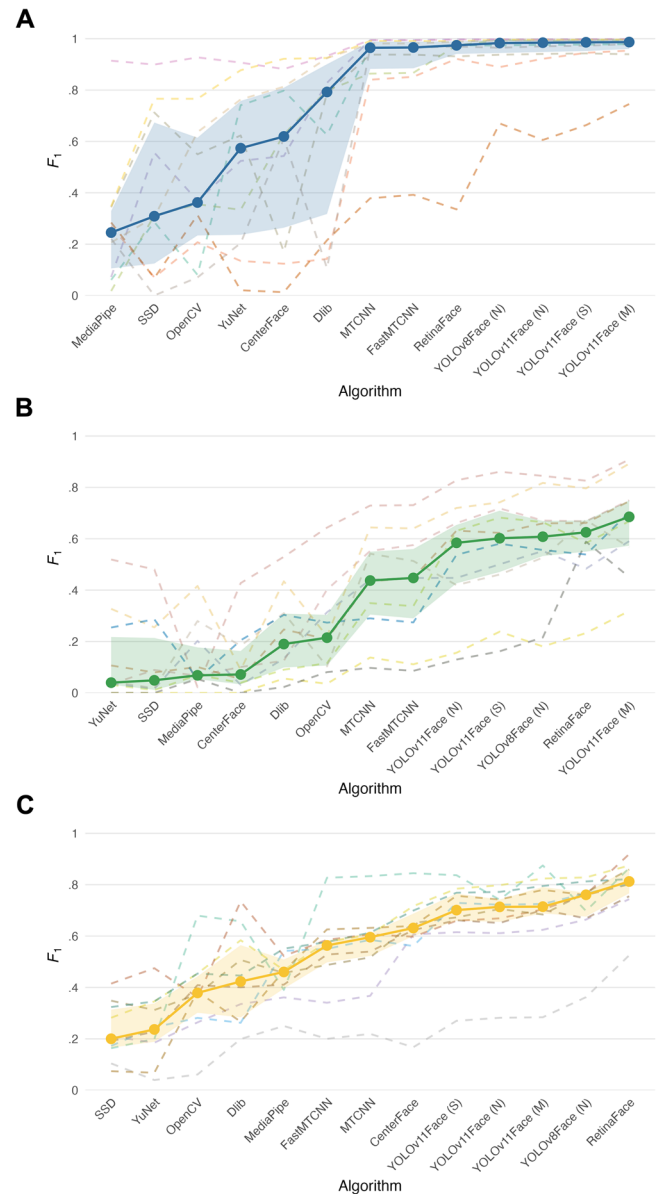 A
1
.8
.6
.4
.2
0
F1
MediaPipe
SSD
OpenCV
YuNet
CenterFace
Dlib
MTCNN
FastMTCNN
RetinaFace
YOLOv8Face (N)
YOLOv11Face (N)
YOLOv11Face (S)
YOLOv11Face (M)
Algorithm
B
1
.8
.6
.4
.2
0
F1
YuNet
SSD
MediaPipe
CenterFace
Dlib
OpenCV
MTCNN
FastMTCNN
YOLOv11Face (N)
YOLOv11Face (S)
YOLOv8Face (N)
RetinaFace
YOLOv11Face (M)
Algorithm
C
1
.8
.6
.4
.2
0
F1
SSD
YuNet
OpenCV
Dlib
MediaPipe
FastMTCNN
MTCNN
CenterFace
YOLOv11Face (S)
YOLOv11Face (N)
YOLOv11Face (M)
YOLOv8Face (N)
RetinaFace
Algorithm